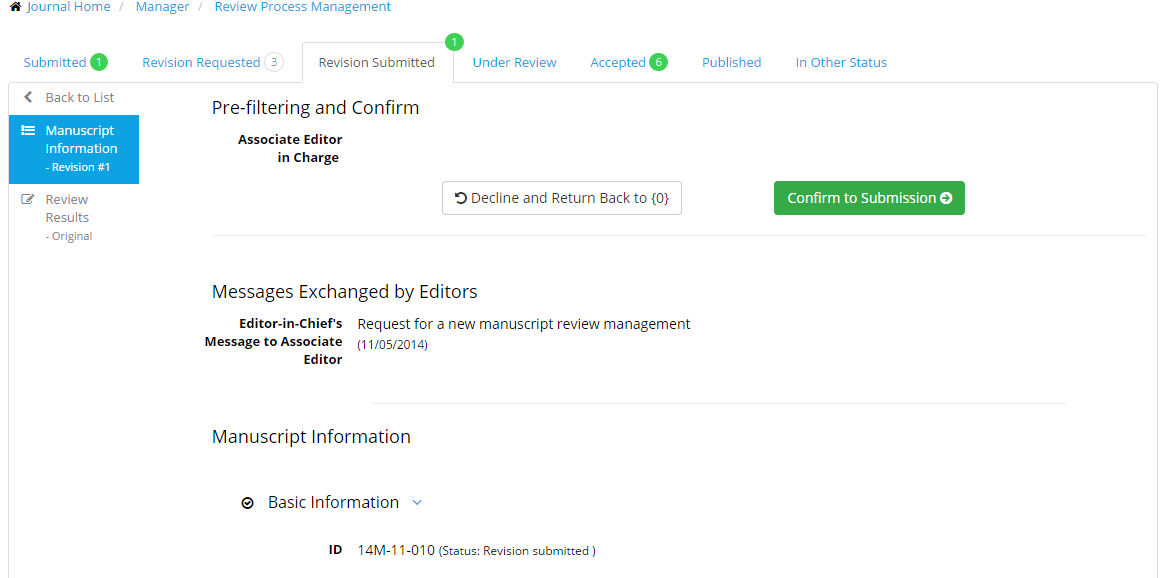 Journal Home / Manager / Review Process Management
1
Submitted 1 Revision Requested 3 Revision Submitted Under Review Accepted 6 Published In Other Status
Back to List
Manuscript
Information
- Revision #1
Review
Results
- Original
Pre-filtering and Confirm
Associate Editor
in Charge
Decline and Return Back to {0} Confirm to Submission
Messages Exchanged by Editors
Editor-in-Chief's
Message to Associate
Editor
Request for a new manuscript review management
(11/05/2014)
Manuscript Information
Basic Information
ID 14M-11-010 (Status: Revision submitted )